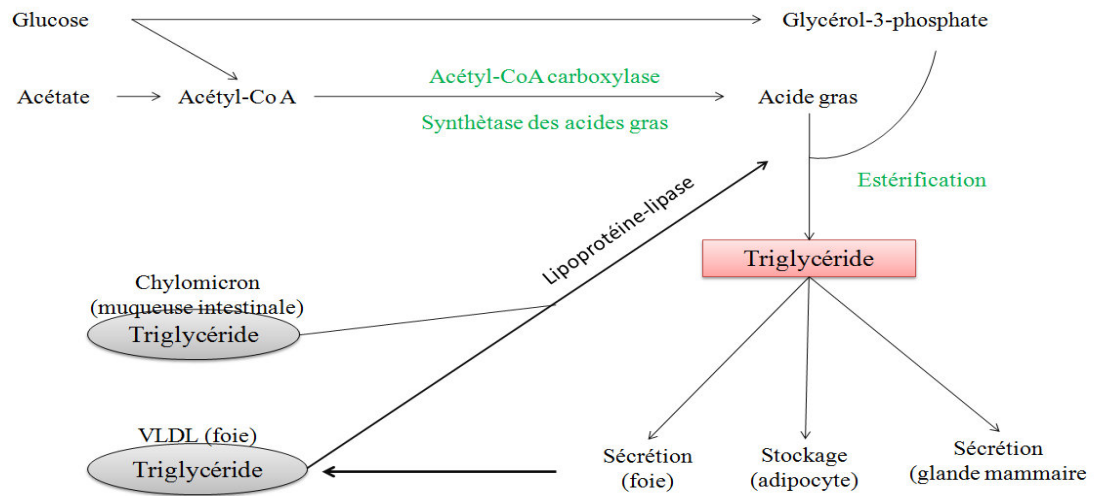 Glucose
Glycérol-3-phosphate
Acétyl-CoA carboxylase
Acétate
Acétyl-Co A
Acide gras
Synthètase des acides gras
Estérification
Lipoprotéine-lipase
Triglycéride
Chylomicron
(muqueuse intestinale)
Triglycéride
VLDL (foie)
Triglycéride
Sécrétion
(foie)
Stockage
(adipocyte)
Sécrétion
(glande mammaire